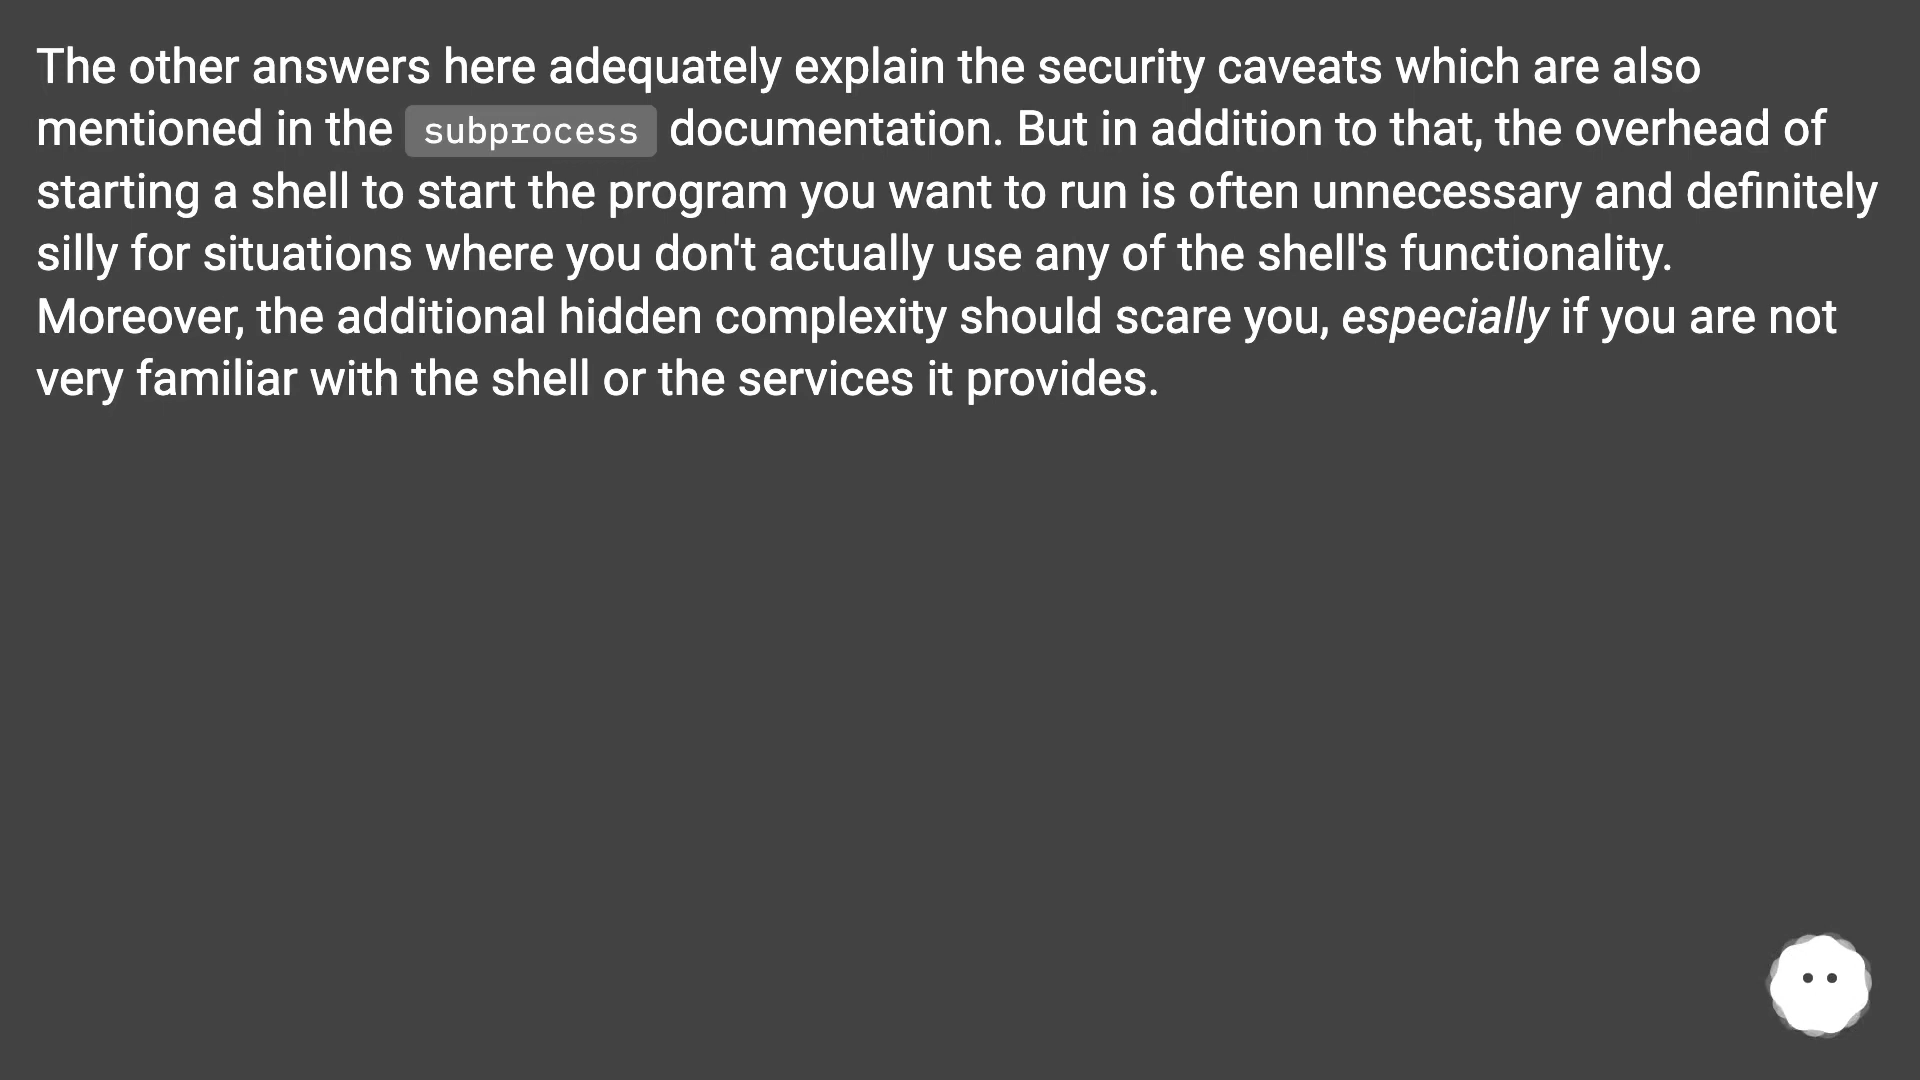 The other answers here adequately explain the security caveats which are also
mentioned in the subprocess documentation. But in addition to that, the overhead of
starting a shell to start the program you want to run is often unnecessary and definitely
silly for situations where you don't actually use any of the shell's functionality.
Moreover, the additional hidden complexity should scare you, especially if you are not
very familiar with the shell or the services it provides.